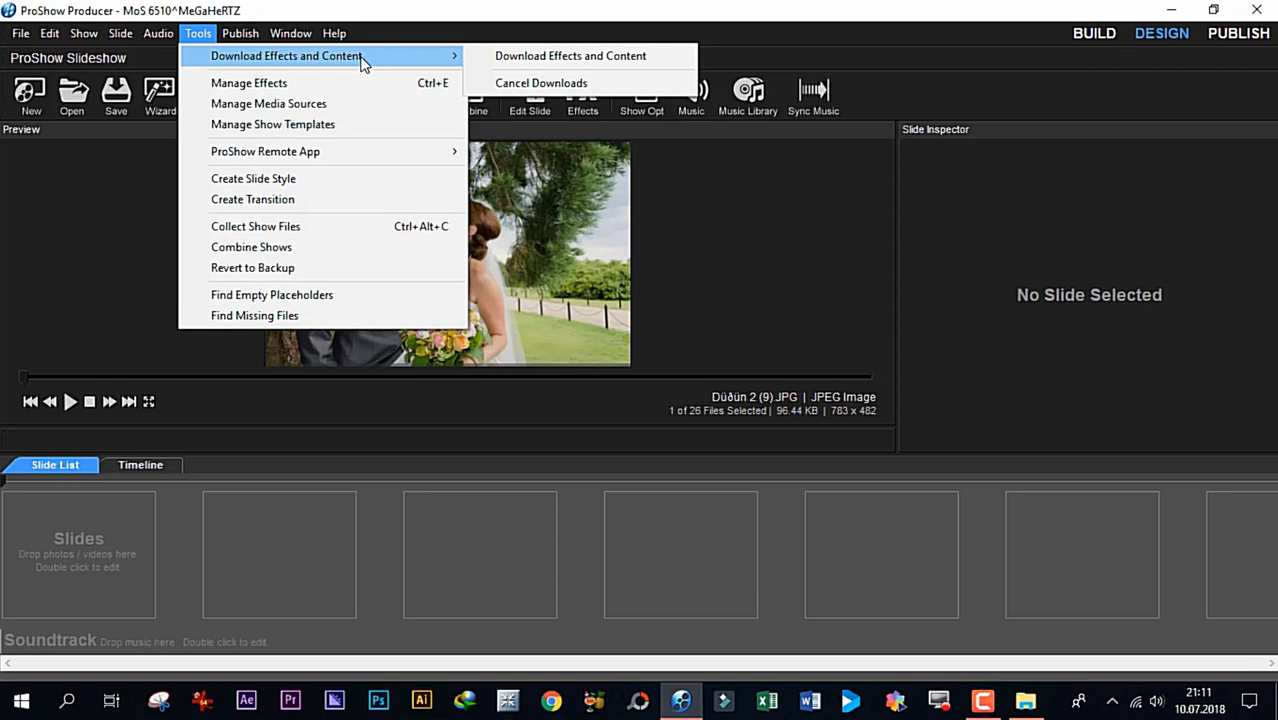 ProShow Producer - MoS 6510^MeGaHeRTZ
File Edit Show Slide Audio Tools Publish Window Help
BUILD DESIGN PUBLISH
ProShow Slideshow
Download Effects and Content
Manage Effects Ctrl+E
Manage Media Sources
Manage Show Templates
ProShow Remote App
Create Slide Style
Create Transition
Collect Show Files Ctrl+Alt+C
Combine Shows
Revert to Backup
Find Empty Placeholders
Find Missing Files
Download Effects and Content
Cancel Downloads
New Open Save Wizard Edit Slide Effects Show Opt Music Music Library Sync Music
Preview
Slide Inspector
No Slide Selected
Düðün 2 (9).JPG | JPEG Image
1 of 26 Files Selected | 96.44 KB | 783 x 482
Slide List Timeline
Slides
Drop photos / videos here.
Double click to edit.
Soundtrack Drop music here. Double click to edit.
Ae Pr Ps Ai
21:11
10.07.2018